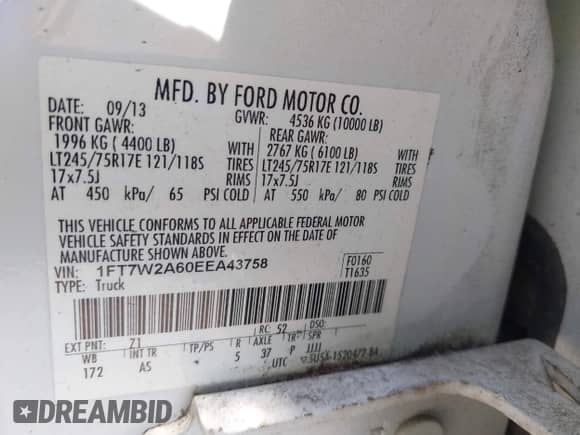 MFD. BY FORD MOTOR CO.
DATE: 09/13
GVWR: 4536 KG (10000 LB)
FRONT GAWR:
REAR GAWR:
1996 KG ( 4400 LB) WITH 2767 KG ( 6100 LB) WITH
LT245/75R17E 121/118S TIRES LT245/75R17E 121/118S TIRES
17x7.5J RIMS 17x7.5J RIMS
AT 450 kPa/ 65 PSI COLD AT 550 kPa/ 80 PSI COLD
THIS VEHICLE CONFORMS TO ALL APPLICABLE FEDERAL MOTOR
VEHICLE SAFETY STANDARDS IN EFFECT ON THE DATE OF
MANUFACTURE SHOWN ABOVE.
VIN: 1FT7W2A60EEA43758 F0160
TYPE: Truck T1635
EXT PNT: Z1 RC: 52 DSO:
WB INT TR TP/PS R AXLE TR SPR
172 AS 5 37 P JJJJ
UTC
DREAMBID